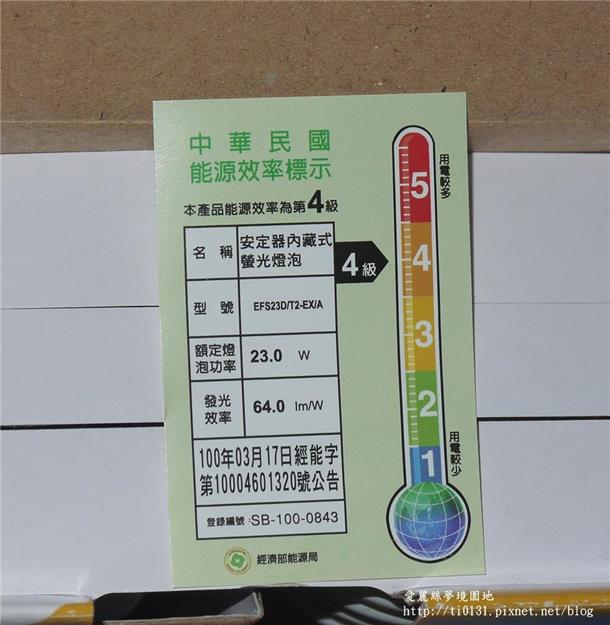 中華民國
能源效率標示
本產品能源效率為第4級
名稱
安定器內藏式
螢光燈泡
型號
EFS23D/T2-EX/A
額定燈
泡功率
23.0 W
發光
效率
64.0 lm/W
100年03月17日經能字
第10004601320號公告
登錄編號:SB-100-0843
經濟部能源局
4級
用電較多
5
4
3
2
1
用電較少
愛麗絲夢境園地
http://ti0131.pixnet.net/blog